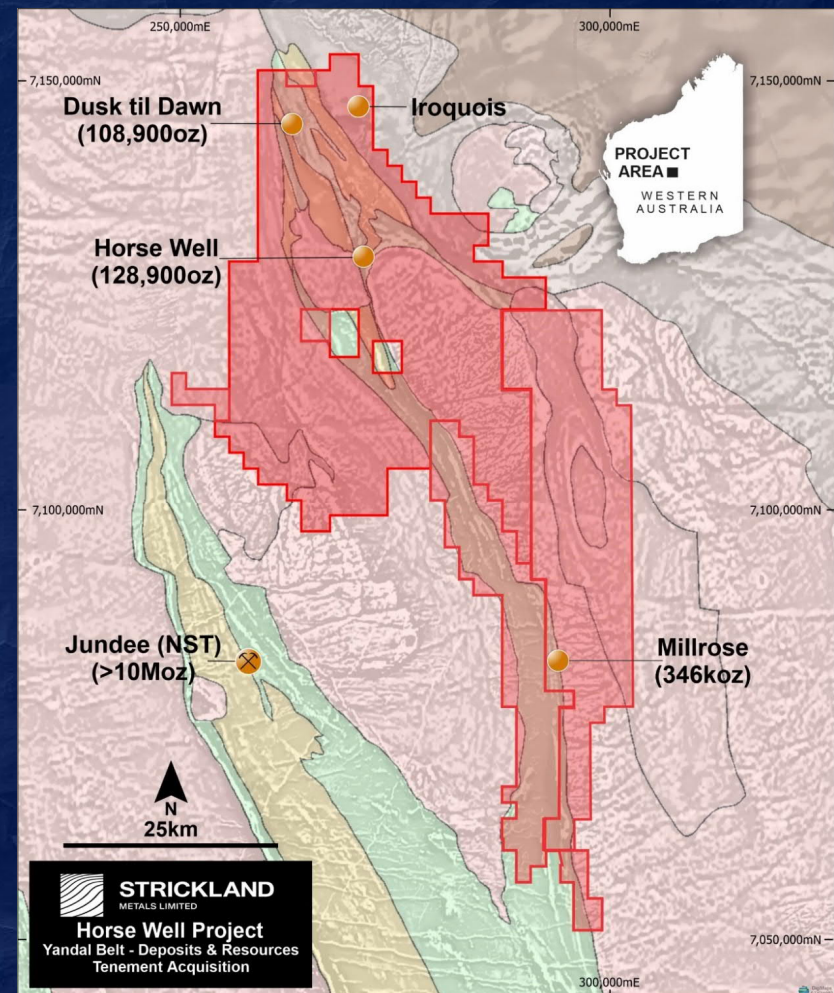 250,000mE
300,000mE
7,150,000mN
7,150,000mN
Dusk til Dawn
(108,900oz)
Iroquois
PROJECT
AREA
WESTERN
AUSTRALIA
Horse Well
(128,900oz)
7,100,000mN
7,100,000mN
Jundee (NST)
(>10Moz)
Millrose
(346koz)
N
25km
STRICKLAND
METALS LIMITED
Horse Well Project
Yandal Belt - Deposits & Resources
Tenement Acquisition
7,050,000mN
300,000mE